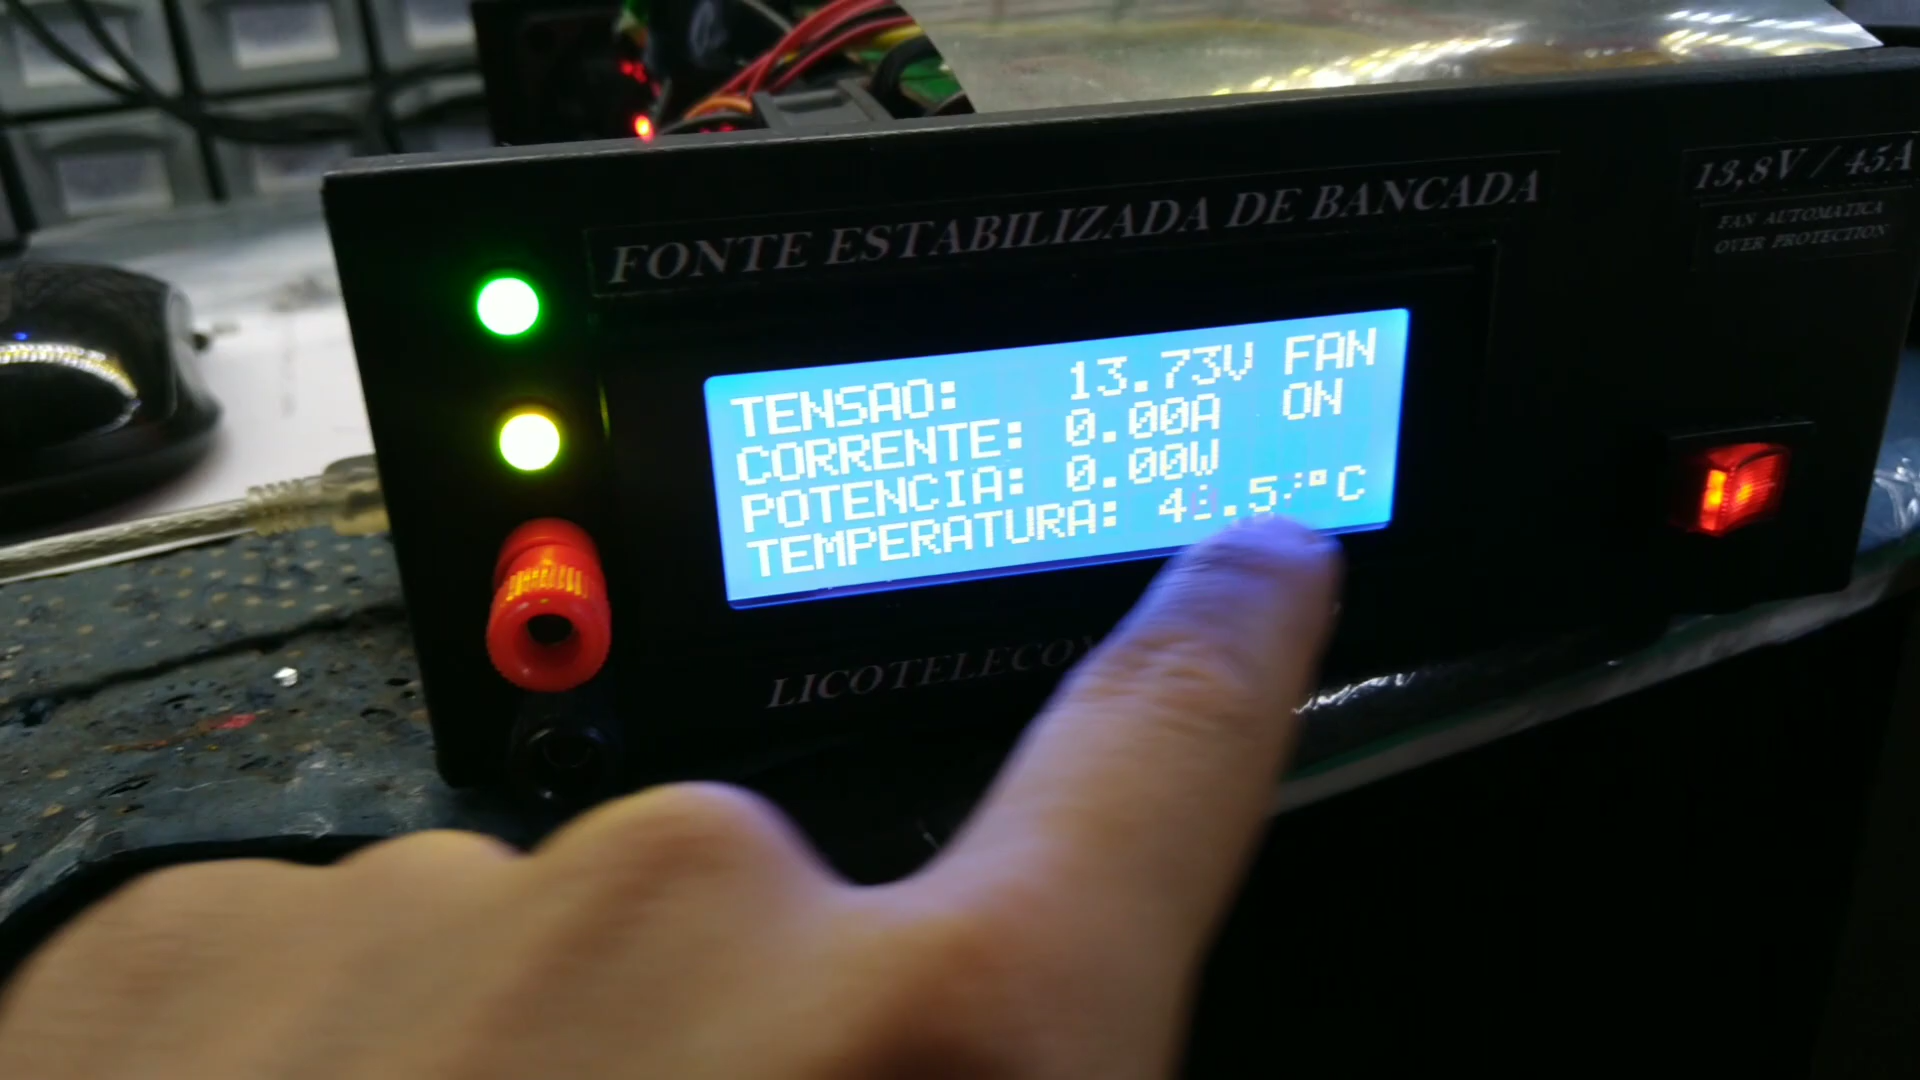 13,8V / 45A
FAN AUTOMATICA
OVER PROTECTION
FONTE ESTABILIZADA DE BANCADA
TENSAO: 13.73V FAN
CORRENTE: 0.00A ON
POTENCIA: 0.00W
TEMPERATURA: °C
LICOTELECOM